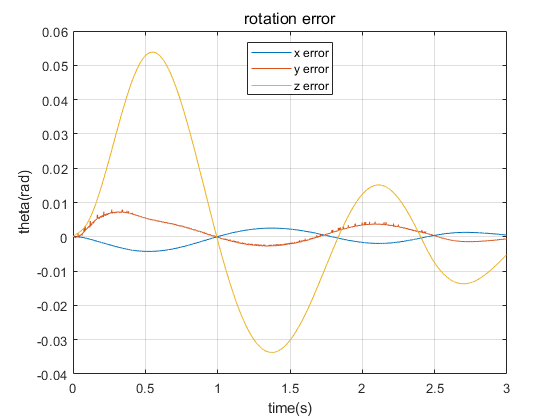 rotation error
0.06
0.05
0.04
0.03
0.02
0.01
0
-0.01
-0.02
-0.03
-0.04
theta(rad)
x error
y error
z error
0 0.5 1 1.5 2 2.5 3
time(s)